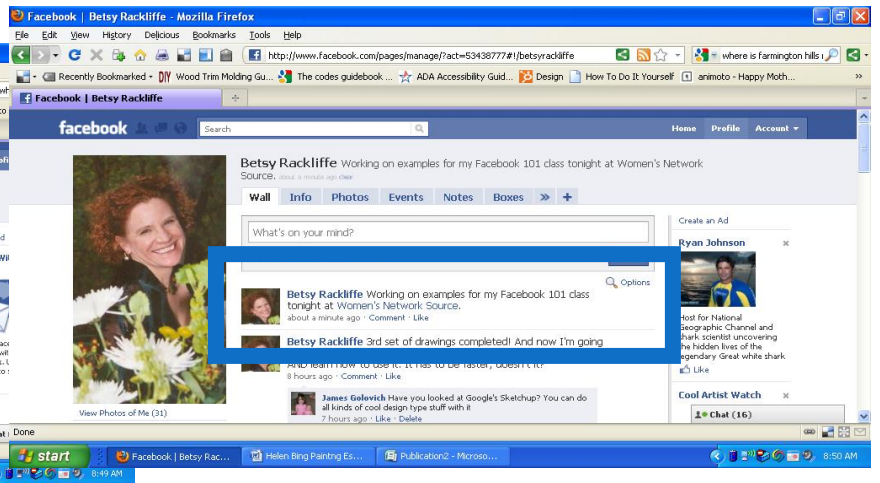 Facebook | Betsy Rackliffe - Mozilla Firefox
File Edit View History Delicious Bookmarks Tools Help
http://www.facebook.com/pages/manage/?act=53438777#!/betsyrackliffe
where is farmington hills
Recently Bookmarked
Wood Trim Molding Gu...
The codes guidebook ...
ADA Accessibility Guid...
Design
How To Do It Yourself
animoto - Happy Moth...
Facebook | Betsy Rackliffe
facebook
Search
Home Profile Account
Betsy Rackliffe Working on examples for my Facebook 101 class tonight at Women's Network
Source. about a minute ago clear
Wall Info Photos Events Notes Boxes » +
What's on your mind?
Options
Betsy Rackliffe Working on examples for my Facebook 101 class
tonight at Women's Network Source.
about a minute ago · Comment · Like
Betsy Rackliffe 3rd set of drawings completed! And now I'm going
AND learn how to use it. It has to be faster, doesn't it?
8 hours ago · Comment · Like
James Golovich Have you looked at Google's Sketchup? You can do
all kinds of cool design type stuff with it
7 hours ago · Like · Delete
View Photos of Me (31)
Create an Ad
Ryan Johnson ×
Host for National
Geographic Channel and
shark scientist uncovering
the hidden lives of the
legendary Great white shark
Like
Cool Artist Watch ×
Chat (16)
Done
start
Facebook | Betsy Rac...
Helen Bing Paintng Es...
Publication2 - Microso...
8:50 AM
8:49 AM